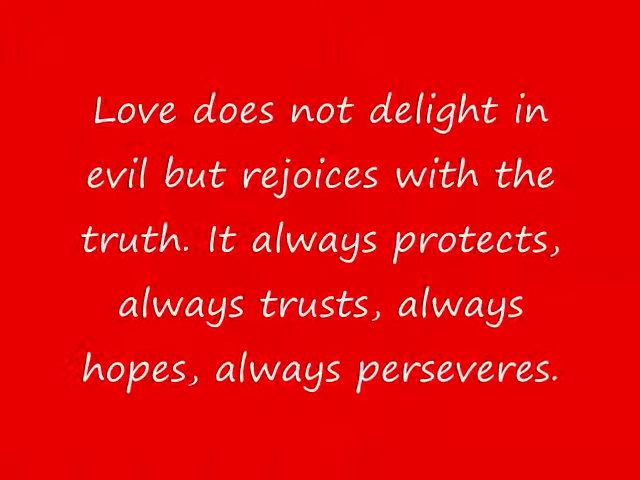 Love does not delight in
evil but rejoices with the
truth. It always protects,
always trusts, always
hopes, always perseveres.